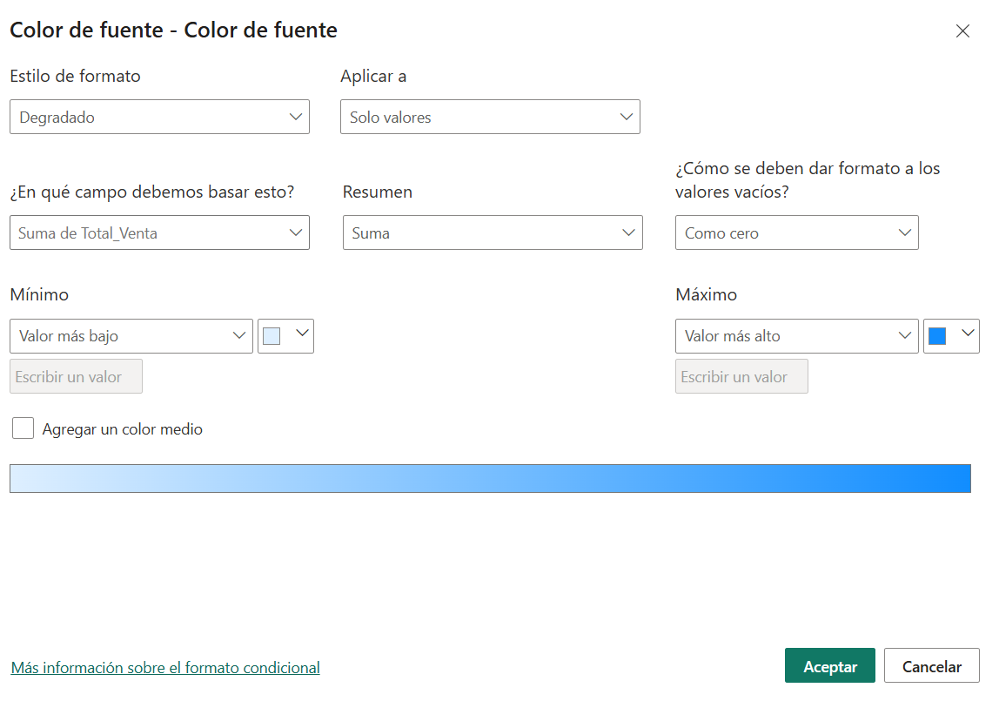 Color de fuente - Color de fuente
Estilo de formato
Aplicar a
Degradado
Solo valores
¿En qué campo debemos basar esto?
Resumen
¿Cómo se deben dar formato a los
valores vacíos?
Suma de Total_Venta
Suma
Como cero
Mínimo
Máximo
Valor más bajo
Valor más alto
Escribir un valor
Escribir un valor
Agregar un color medio
Más información sobre el formato condicional
Aceptar
Cancelar